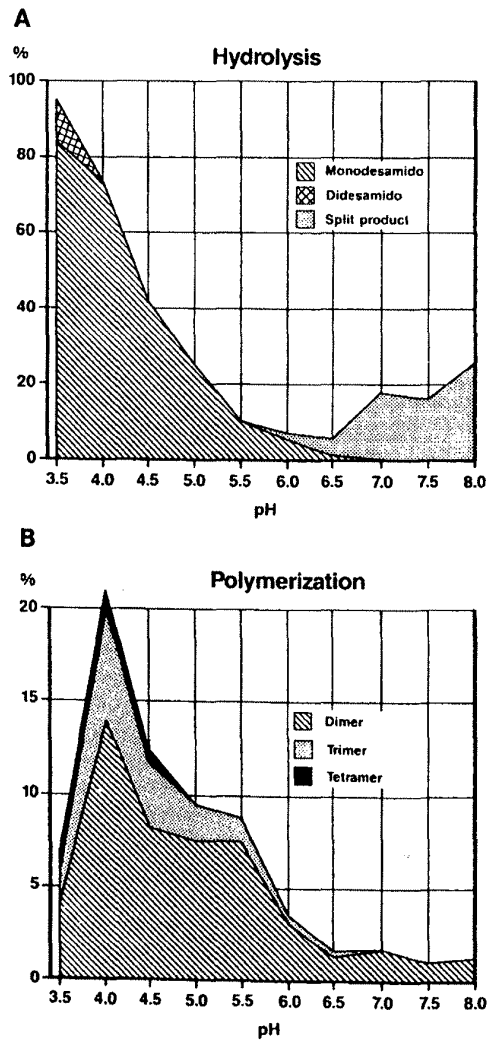 A
Hydrolysis
%
100
80
60
40
20
0
Monodesamido
Didesamido
Split product
3.5 4.0 4.5 5.0 5.5 6.0 6.5 7.0 7.5 8.0
pH
B
Polymerization
%
20
15
10
5
0
Dimer
Trimer
Tetramer
3.5 4.0 4.5 5.0 5.5 6.0 6.5 7.0 7.5 8.0
pH